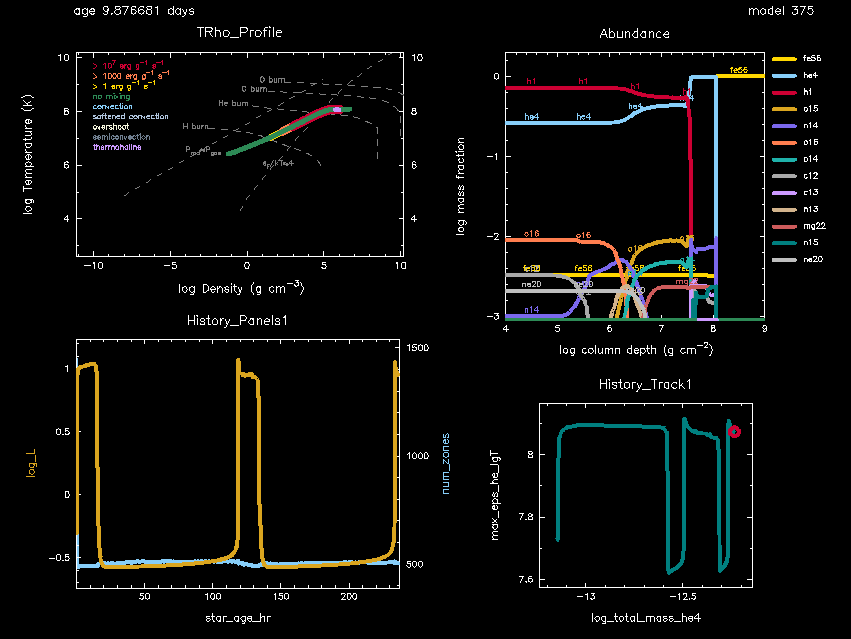 age 9.876681 days
model 375
TRho_Profile
> 10⁷ erg g⁻¹ s⁻¹
> 1000 erg g⁻¹ s⁻¹
> 1 erg g⁻¹ s⁻¹
no mixing
convection
softened convection
overshoot
semiconvection
thermohaline
O burn
C burn
He burn
H burn
10
8
6
4
10
8
6
4
−10
−5
0
5
10
log Temperature (K)
log Density (g cm⁻³)
Abundance
h1
h1
he4
he4
he4
o16
o16
o15
fe56
ne20
ne20
n14
fe56
0
−1
−2
−3
4
5
6
7
8
9
log mass fraction
log column depth (g cm⁻²)
fe56
he4
h1
o15
n14
o16
o14
c12
c13
n13
mg22
n15
ne20
History_Panels1
1
0.5
0
−0.5
1500
1000
500
50
100
150
200
log_L
num_zones
star_age_hr
History_Track1
8
7.8
7.6
−13
−12.5
max_eps_he_lgT
log_total_mass_he4